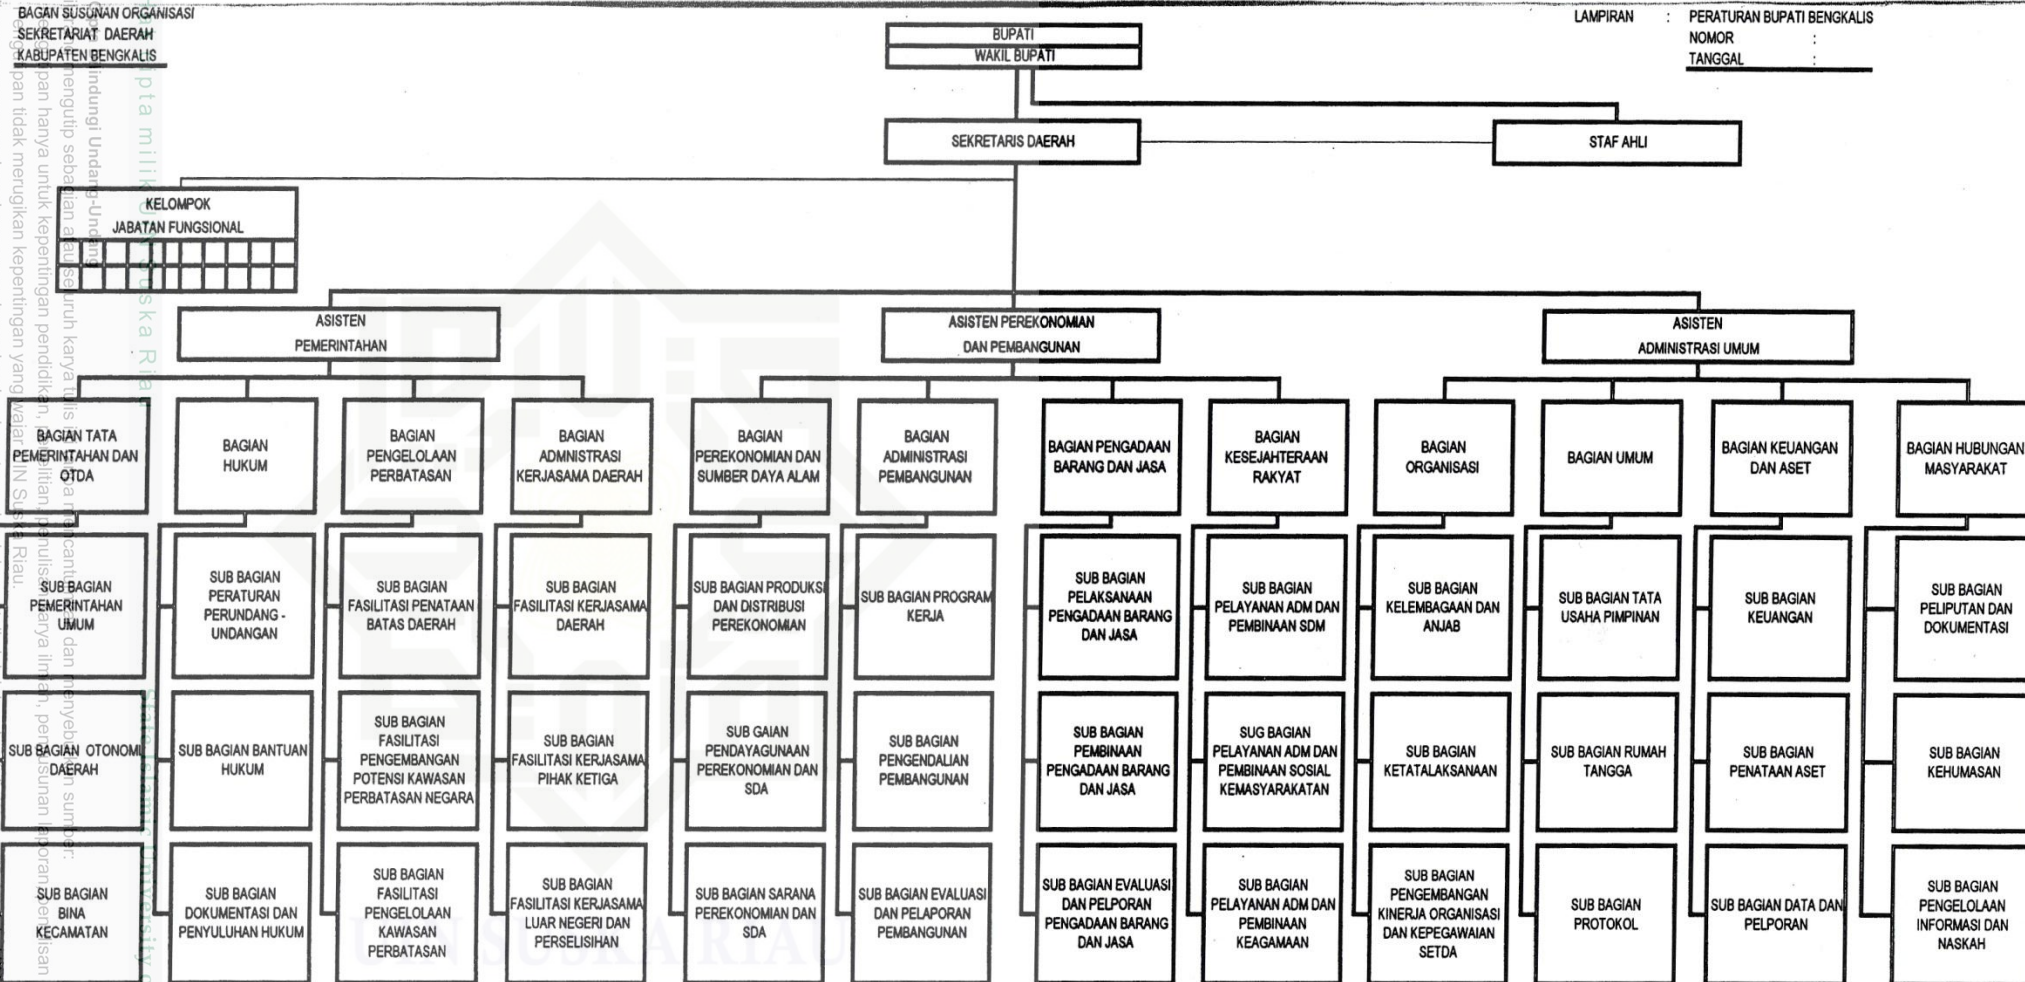 BAGAN SUSUNAN ORGANISASI
SEKRETARIAT DAERAH
KABUPATEN BENGKALIS
LAMPIRAN : PERATURAN BUPATI BENGKALIS
NOMOR :
TANGGAL :
BUPATI
WAKIL BUPATI
SEKRETARIS DAERAH
STAF AHLI
KELOMPOK
JABATAN FUNGSIONAL
ASISTEN
PEMERINTAHAN
ASISTEN PEREKONOMIAN
DAN PEMBANGUNAN
ASISTEN
ADMINISTRASI UMUM
BAGIAN TATA
PEMERINTAHAN DAN
OTDA
BAGIAN
HUKUM
BAGIAN
PENGELOLAAN
PERBATASAN
BAGIAN
ADMNISTRASI
KERJASAMA DAERAH
BAGIAN
PEREKONOMIAN DAN
SUMBER DAYA ALAM
BAGIAN
ADMINISTRASI
PEMBANGUNAN
BAGIAN PENGADAAN
BARANG DAN JASA
BAGIAN
KESEJAHTERAAN
RAKYAT
BAGIAN
ORGANISASI
BAGIAN UMUM
BAGIAN KEUANGAN
DAN ASET
BAGIAN HUBUNGAN
MASYARAKAT
SUB BAGIAN
PEMERINTAHAN
UMUM
SUB BAGIAN
PERATURAN
PERUNDANG -
UNDANGAN
SUB BAGIAN
FASILITASI PENATAAN
BATAS DAERAH
SUB BAGIAN
FASILITASI KERJASAMA
DAERAH
SUB BAGIAN PRODUKSI
DAN DISTRIBUSI
PEREKONOMIAN
SUB BAGIAN PROGRAM
KERJA
SUB BAGIAN
PELAKSANAAN
PENGADAAN BARANG
DAN JASA
SUB BAGIAN
PELAYANAN ADM DAN
PEMBINAAN SDM
SUB BAGIAN
KELEMBAGAAN DAN
ANJAB
SUB BAGIAN TATA
USAHA PIMPINAN
SUB BAGIAN
KEUANGAN
SUB BAGIAN
PELIPUTAN DAN
DOKUMENTASI
SUB BAGIAN OTONOMI
DAERAH
SUB BAGIAN BANTUAN
HUKUM
SUB BAGIAN
FASILITASI
PENGEMBANGAN
POTENSI KAWASAN
PERBATASAN NEGARA
SUB BAGIAN
FASILITASI KERJASAMA
PIHAK KETIGA
SUB GAIAN
PENDAYAGUNAAN
PEREKONOMIAN DAN
SDA
SUB BAGIAN
PENGENDALIAN
PEMBANGUNAN
SUB BAGIAN
PEMBINAAN
PENGADAAN BARANG
DAN JASA
SUG BAGIAN
PELAYANAN ADM DAN
PEMBINAAN SOSIAL
KEMASYARAKATAN
SUB BAGIAN
KETATALAKSANAAN
SUB BAGIAN RUMAH
TANGGA
SUB BAGIAN
PENATAAN ASET
SUB BAGIAN
KEHUMASAN
SUB BAGIAN
BINA
KECAMATAN
SUB BAGIAN
DOKUMENTASI DAN
PENYULUHAN HUKUM
SUB BAGIAN
FASILITASI
PENGELOLAAN
KAWASAN
PERBATASAN
SUB BAGIAN
FASILITASI KERJASAMA
LUAR NEGERI DAN
PERSELISIHAN
SUB BAGIAN SARANA
PEREKONOMIAN DAN
SDA
SUB BAGIAN EVALUASI
DAN PELAPORAN
PEMBANGUNAN
SUB BAGIAN EVALUASI
DAN PELPORAN
PENGADAAN BARANG
DAN JASA
SUB BAGIAN
PELAYANAN ADM DAN
PEMBINAAN
KEAGAMAAN
SUB BAGIAN
PENGEMBANGAN
KINERJA ORGANISASI
DAN KEPEGAWAIAN
SETDA
SUB BAGIAN
PROTOKOL
SUB BAGIAN DATA DAN
PELPORAN
SUB BAGIAN
PENGELOLAAN
INFORMASI DAN
NASKAH
UIN SUSKA RIAU